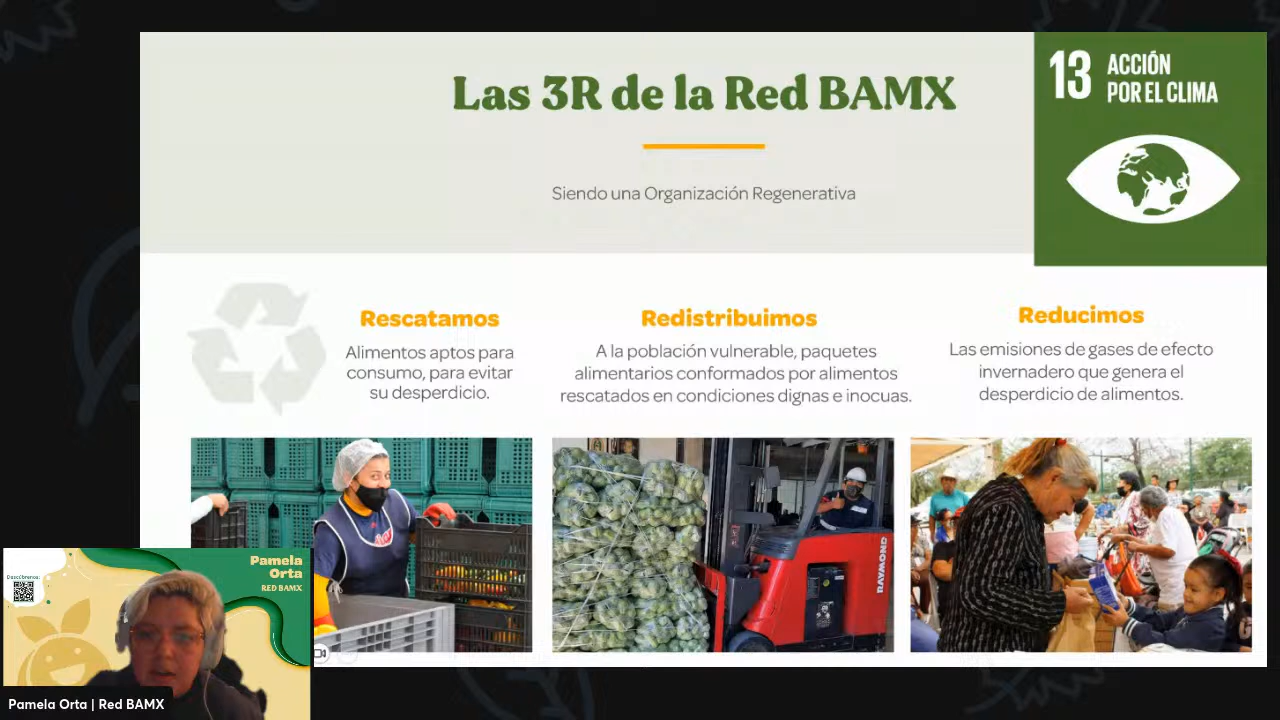 Las 3R de la Red BAMX
13 ACCIÓN
POR EL CLIMA
Siendo una Organización Regenerativa
Rescatamos
Alimentos aptos para
consumo, para evitar
su desperdicio.
Redistribuimos
A la población vulnerable, paquetes
alimentarios conformados por alimentos
rescatados en condiciones dignas e inocuas.
Reducimos
Las emisiones de gases de efecto
invernadero que genera el
desperdicio de alimentos.
RAYMOND
Descúbrenos:
Pamela
Orta
RED BAMX
Pamela Orta | Red BAMX